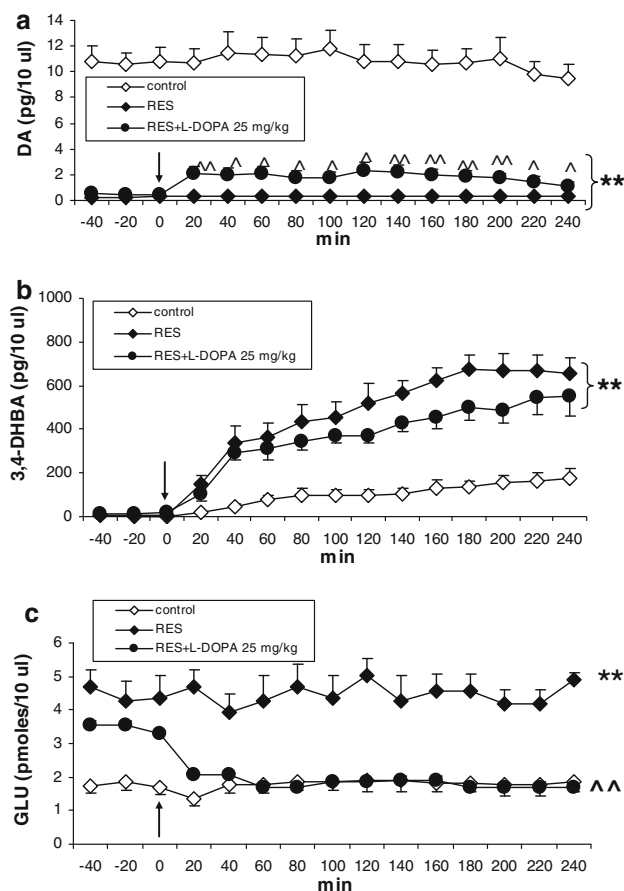 a
14
12
10
8
6
4
2
0
DA (pg/10 ul)
control
RES
RES+L-DOPA 25 mg/kg
^^ ^ ^ ^ ^ ^ ^^ ^^ ^^ ^^ ^ ^
**
-40 -20 0 20 40 60 80 100 120 140 160 180 200 220 240
min
b
1000
800
600
400
200
0
3,4-DHBA (pg/10 ul)
control
RES
RES+L-DOPA 25 mg/kg
**
-40 -20 0 20 40 60 80 100 120 140 160 180 200 220 240
min
c
6
5
4
3
2
1
0
GLU (pmoles/10 ul)
control
RES
RES+L-DOPA 25 mg/kg
**
^^
-40 -20 0 20 40 60 80 100 120 140 160 180 200 220 240
min